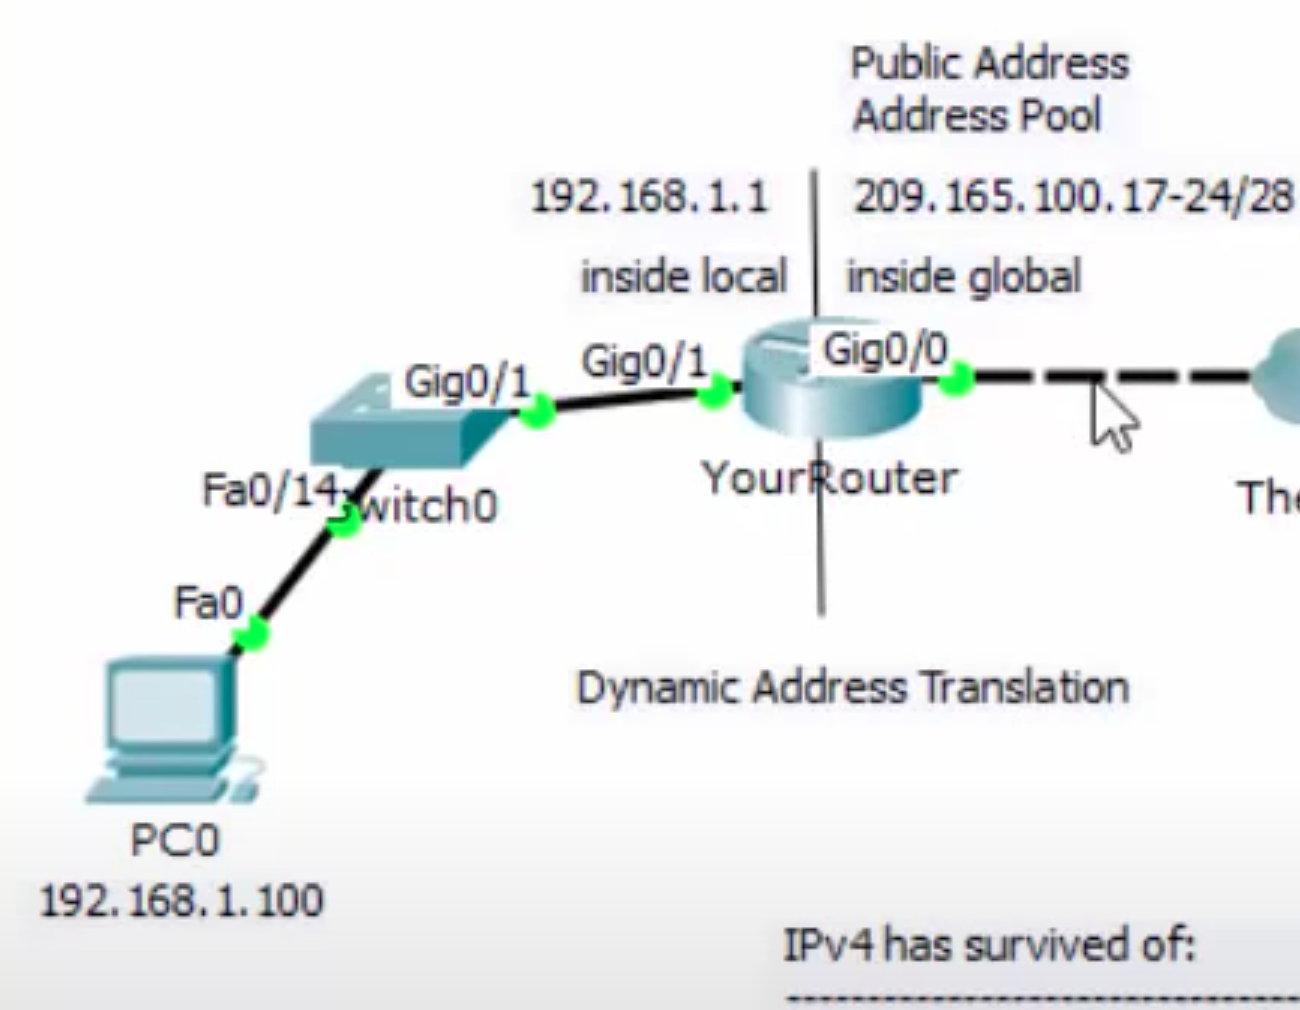 Public Address
Address Pool
192.168.1.1
209.165.100.17-24/28
inside local
inside global
Gig0/1
Gig0/1
Gig0/0
YourRouter
Fa0/14
witch0
The
Fa0
Dynamic Address Translation
PC0
192.168.1.100
IPv4 has survived of:
--------------------------------